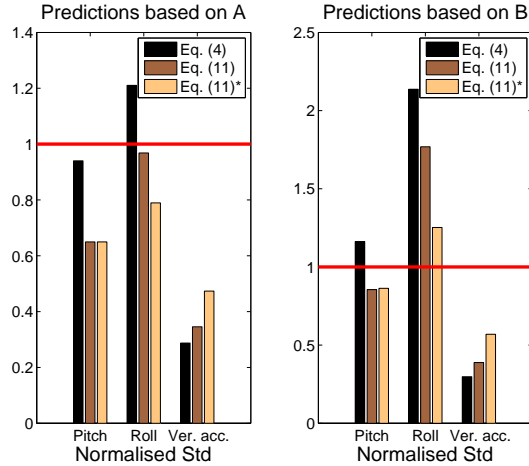 Predictions based on A
1.4
1.2
1
0.8
0.6
0.4
0.2
0
Eq. (4)
Eq. (11)
Eq. (11)*
Pitch Roll Ver. acc.
Normalised Std
Predictions based on B
2.5
2
1.5
1
0.5
0
Eq. (4)
Eq. (11)
Eq. (11)*
Pitch Roll Ver. acc.
Normalised Std